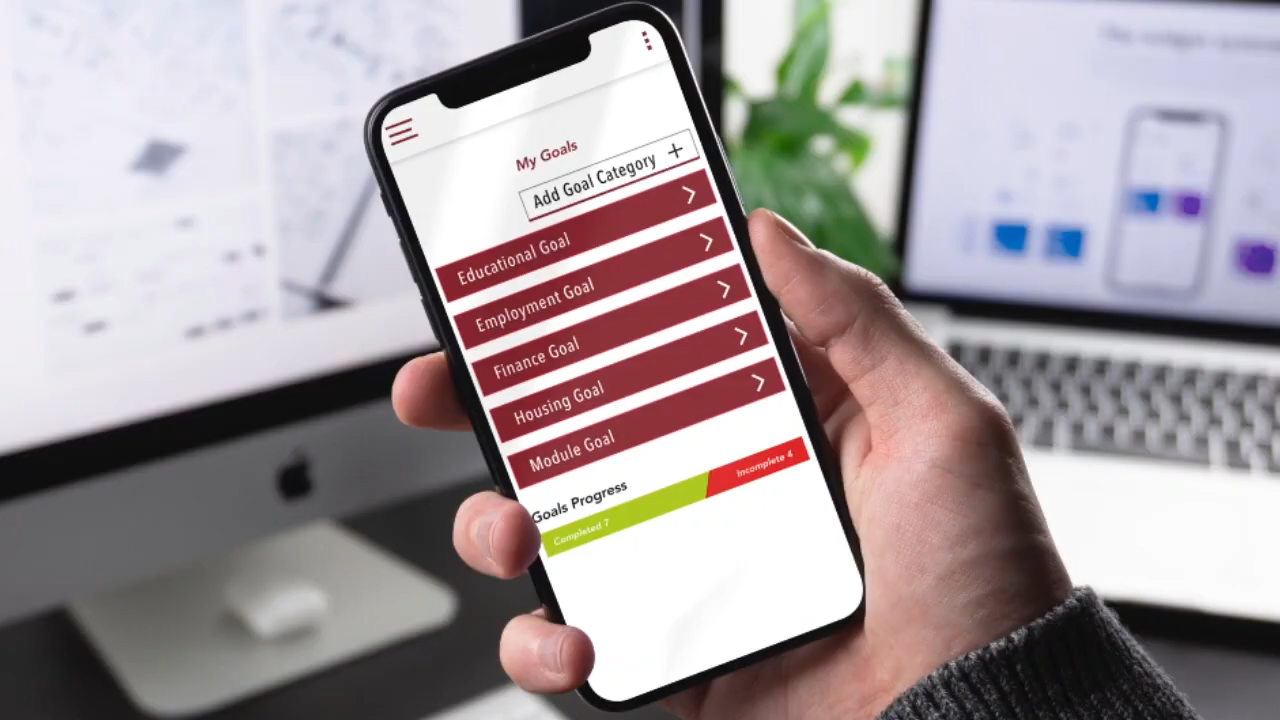 My Goals
Add Goal Category +
Educational Goal
Employment Goal
Finance Goal
Housing Goal
Module Goal
Goals Progress
Completed 7
Incomplete 4